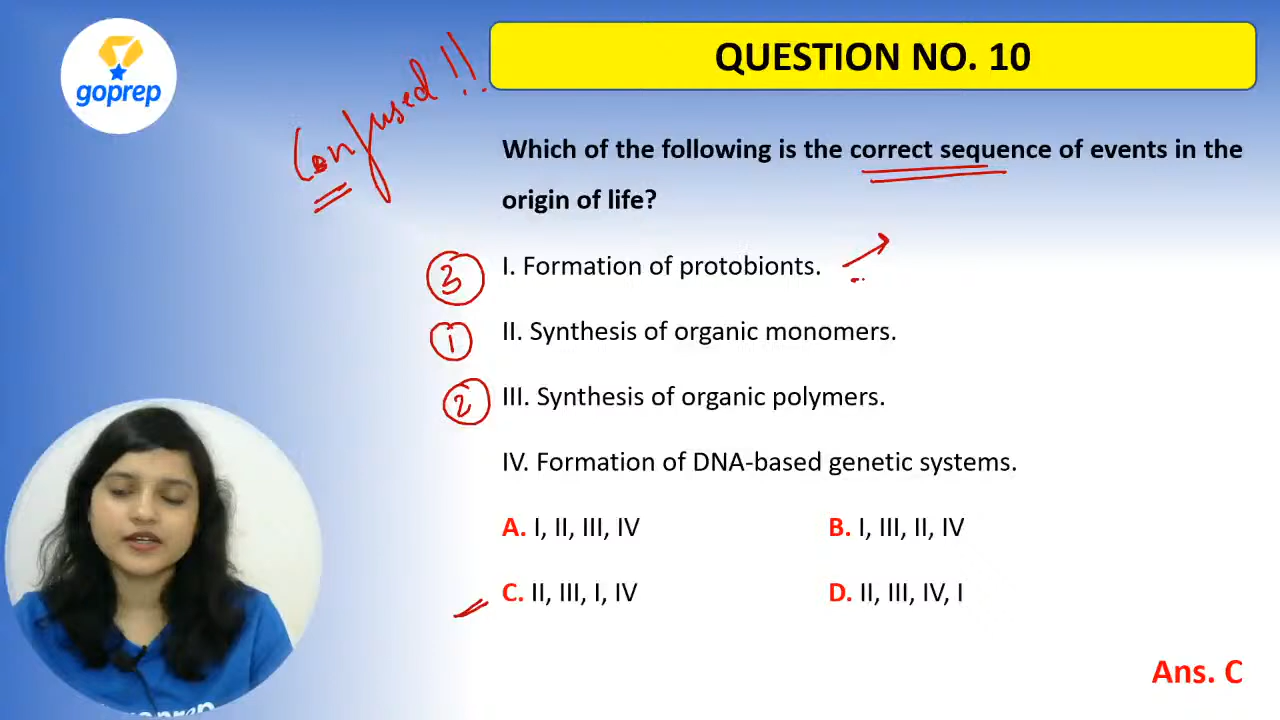 goprep
Confused!!
QUESTION NO. 10
Which of the following is the correct sequence of events in the
origin of life?
3 I. Formation of protobionts.
1 II. Synthesis of organic monomers.
2 III. Synthesis of organic polymers.
IV. Formation of DNA-based genetic systems.
A. I, II, III, IV B. I, III, II, IV
C. II, III, I, IV D. II, III, IV, I
Ans. C
goprep